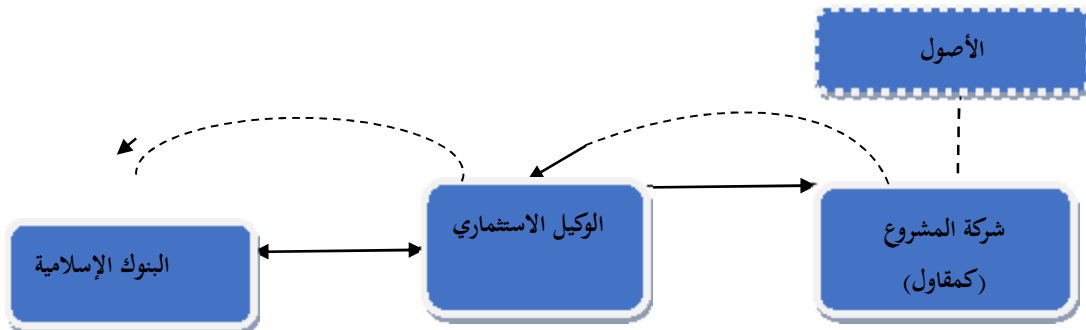 الأصول
شركة المشروع
(كمقاول)
الوكيل الاستثماري
البنوك الإسلامية